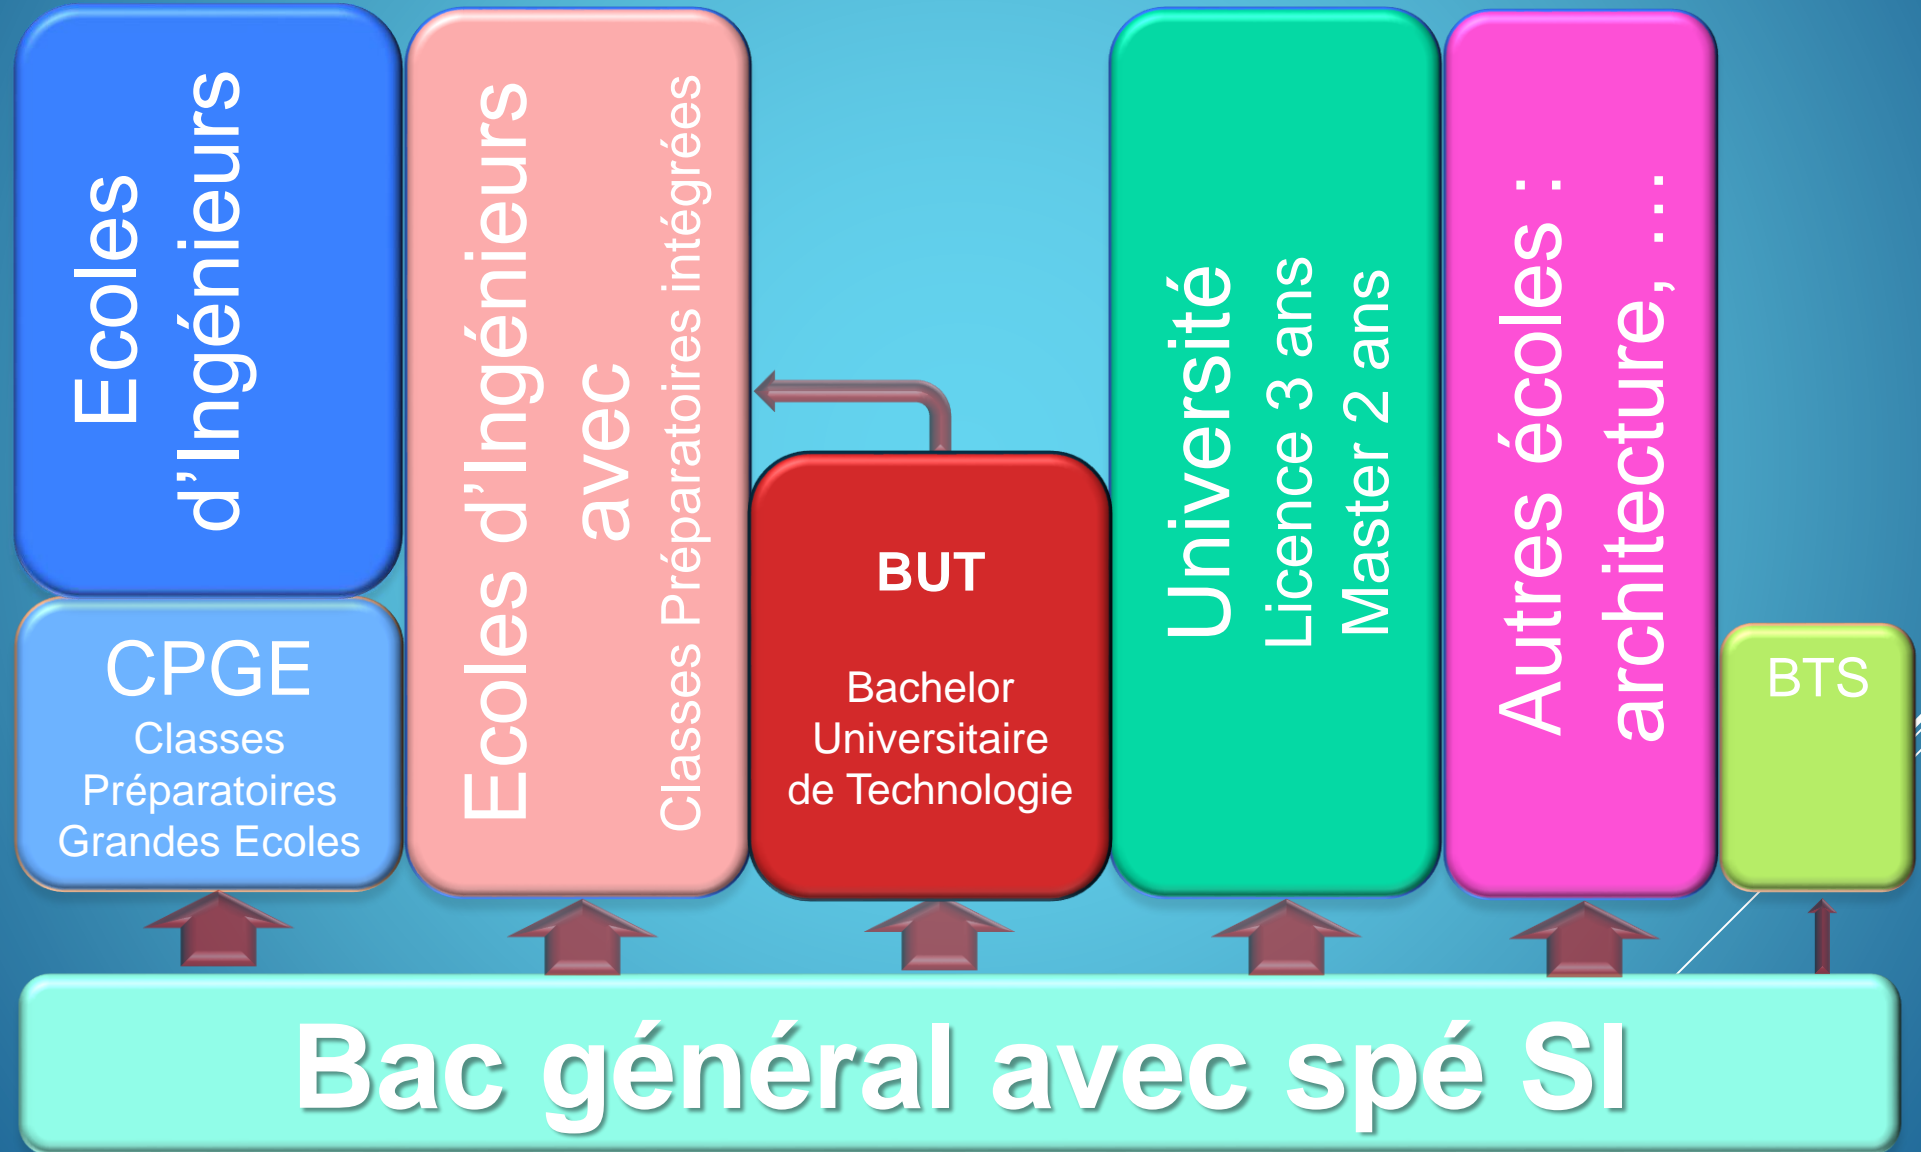 Ecoles
d’Ingénieurs
CPGE
Classes
Préparatoires
Grandes Ecoles
Ecoles d’Ingénieurs
avec
Classes Préparatoires intégrées
BUT
Bachelor
Universitaire
de Technologie
Université
Licence 3 ans
Master 2 ans
Autres écoles :
architecture, …
BTS
Bac général avec spé SI